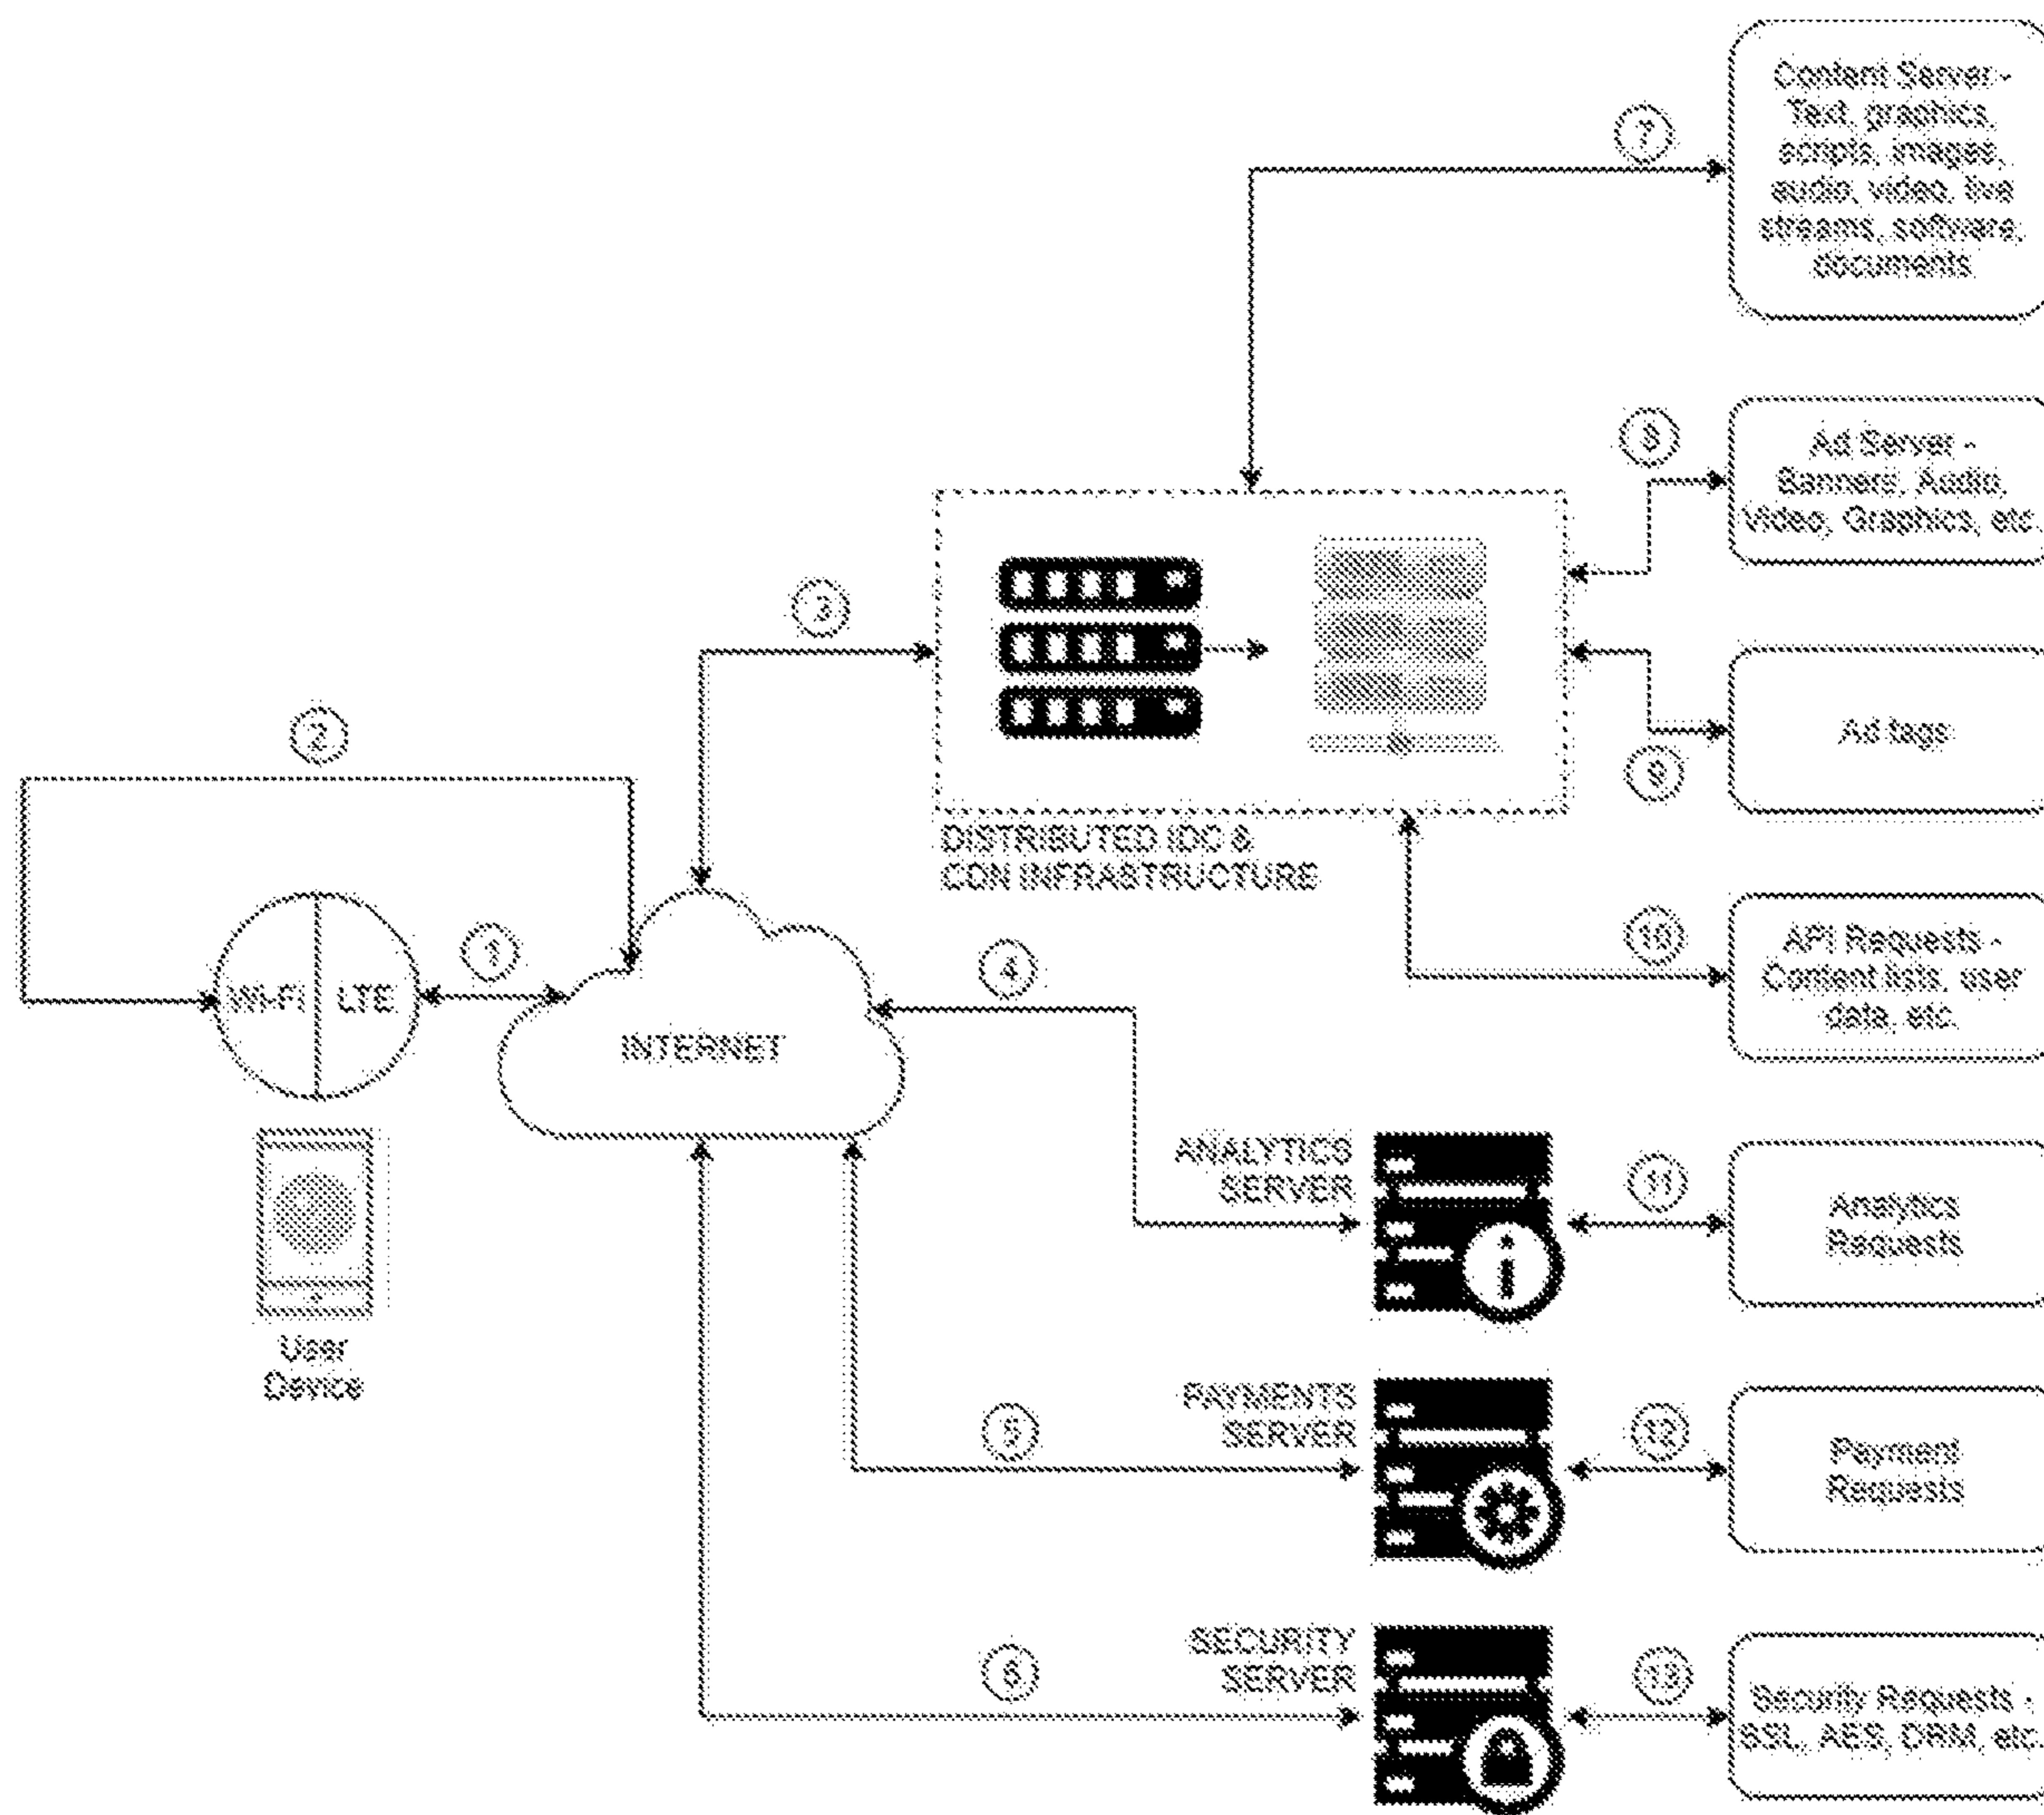 Content Server -
Text, graphics,
scripts, images,
audio, video, live
streams, software,
documents
7
8
Ad Server -
Banners, Audio,
Video, Graphics, etc.
3
Ad tags
9
2
DISTRIBUTED IDC &
CDN INFRASTRUCTURE
10
API Requests -
Content lists, user
data, etc.
1
4
Wi-Fi
LTE
INTERNET
ANALYTICS
SERVER
i
11
Analytics
Requests
User
Device
5
PAYMENTS
SERVER
12
Payment
Requests
6
SECURITY
SERVER
13
Security Requests -
SSL, AES, DRM, etc.